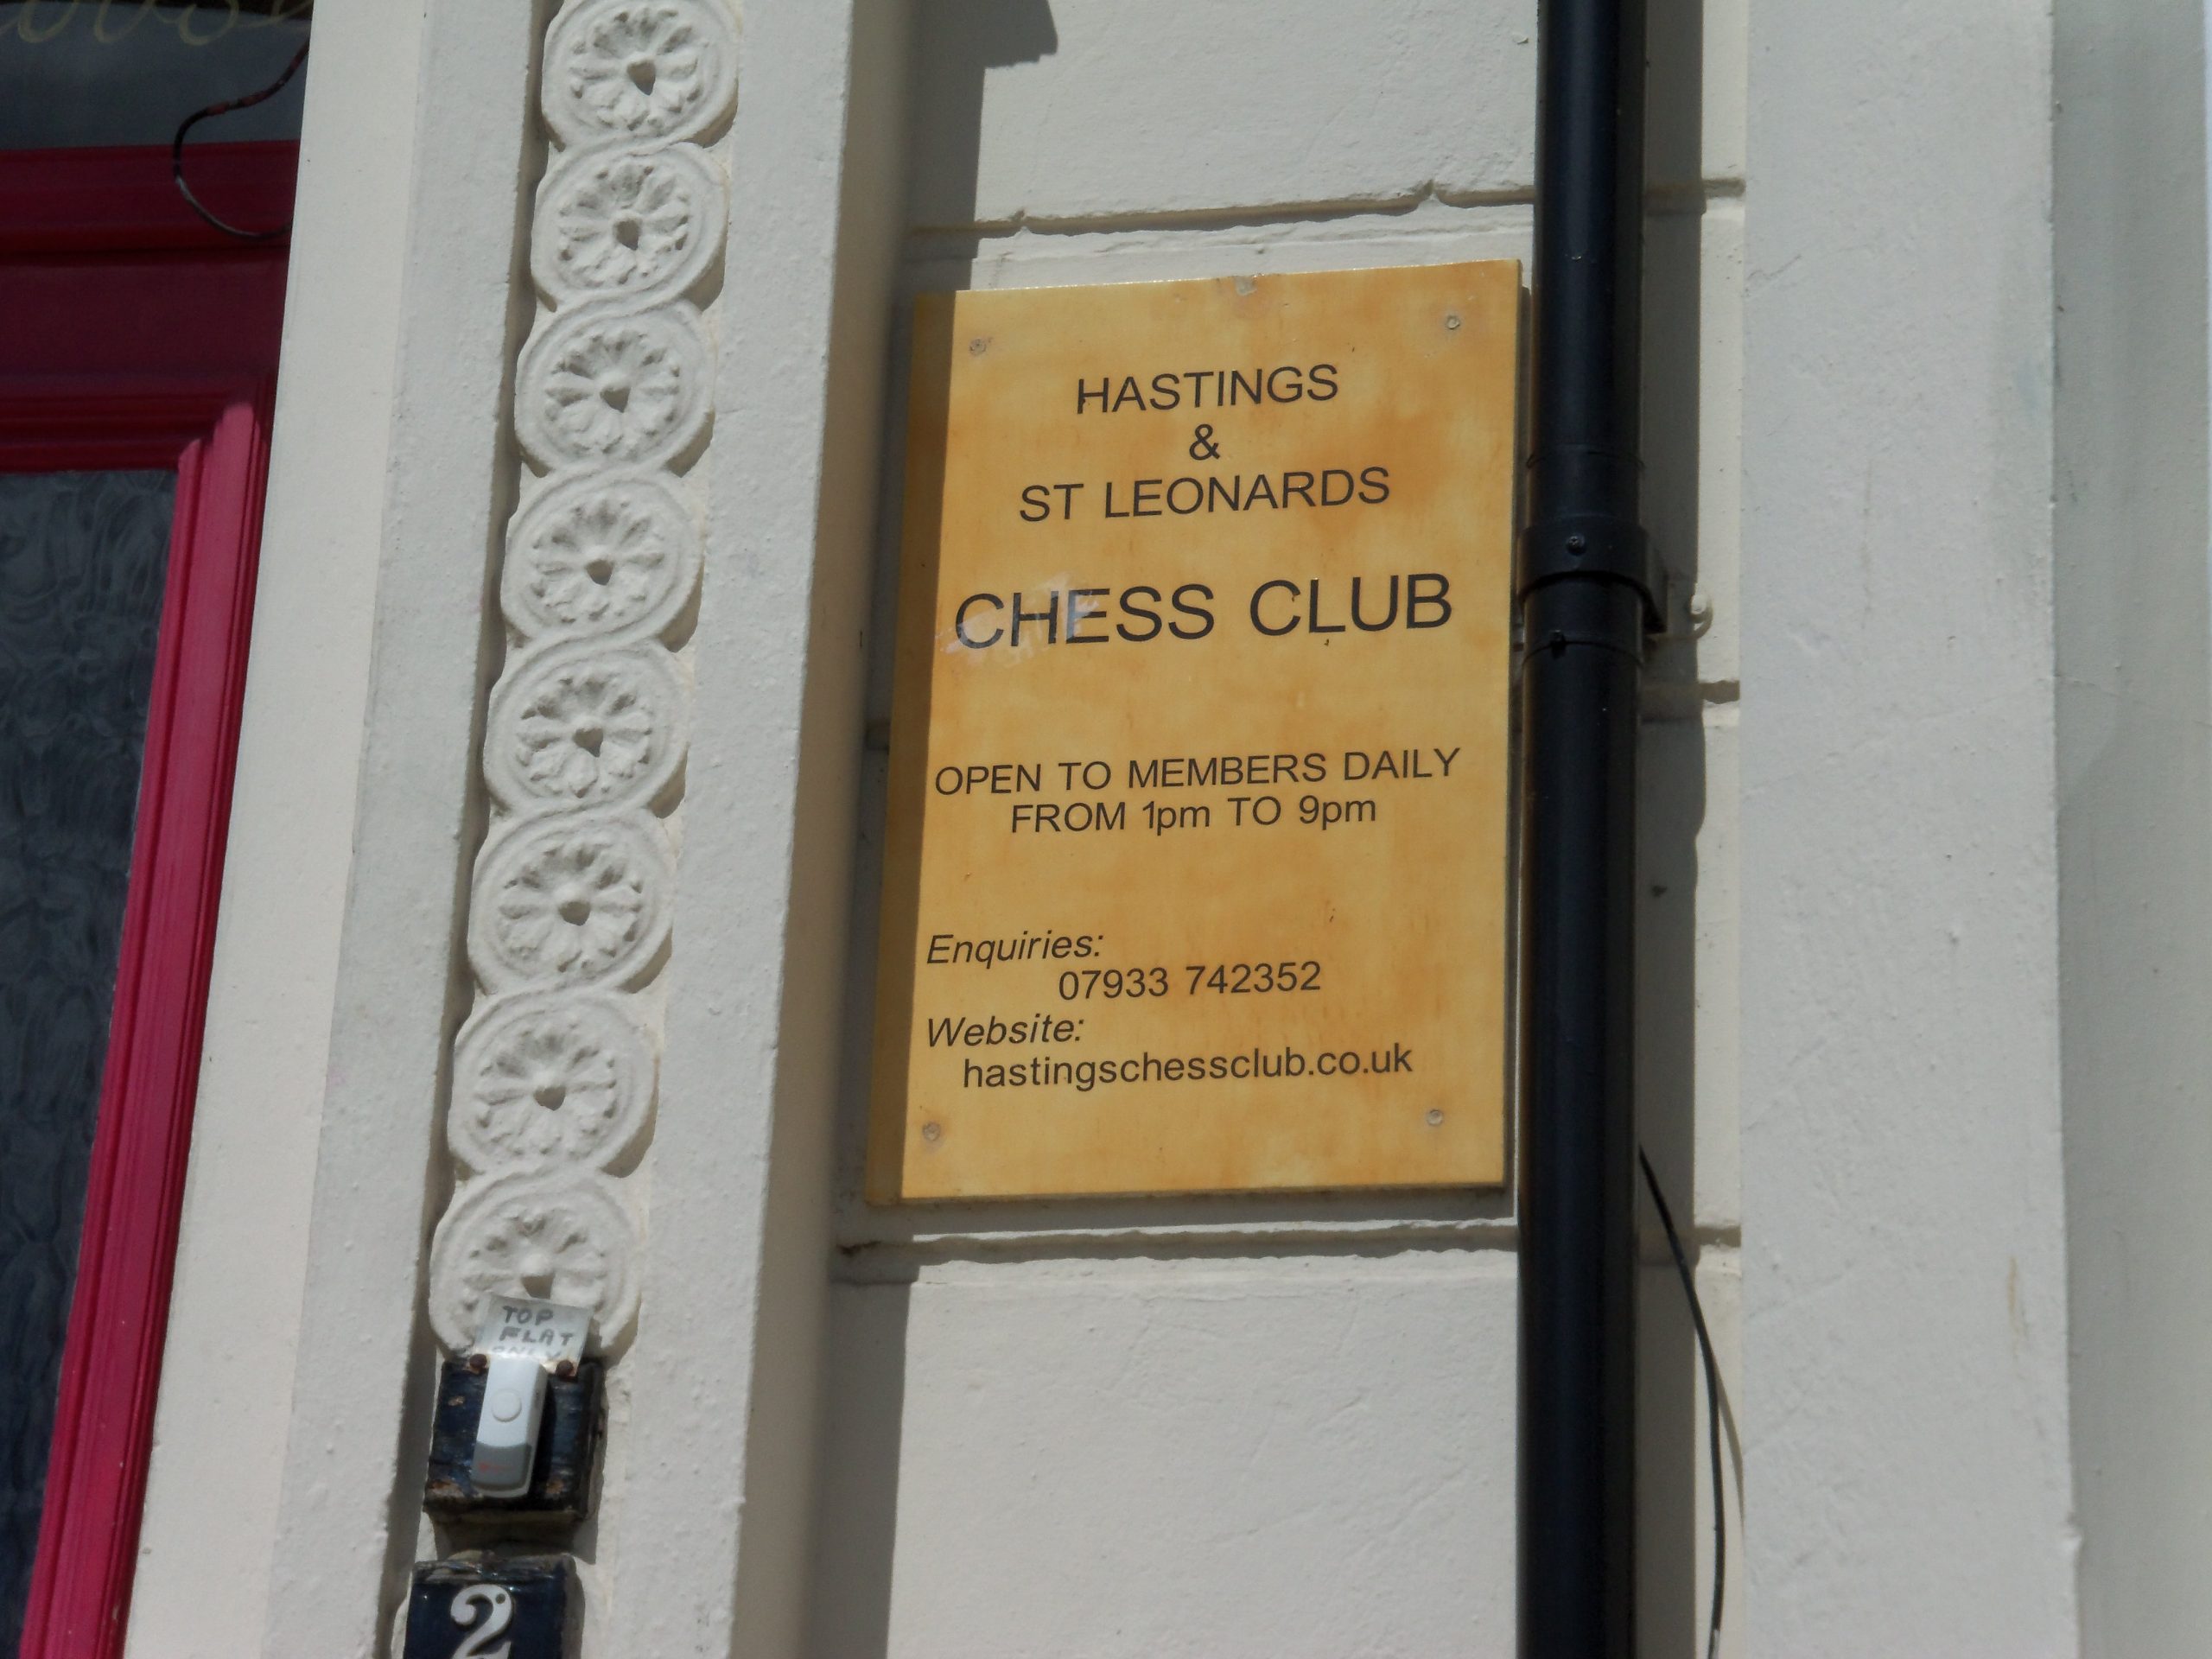 HASTINGS
&
ST LEONARDS
CHESS CLUB
OPEN TO MEMBERS DAILY
FROM 1pm TO 9pm
Enquiries:
07933 742352
Website:
hastingschessclub.co.uk
TOP
FLAT
ONLY
2